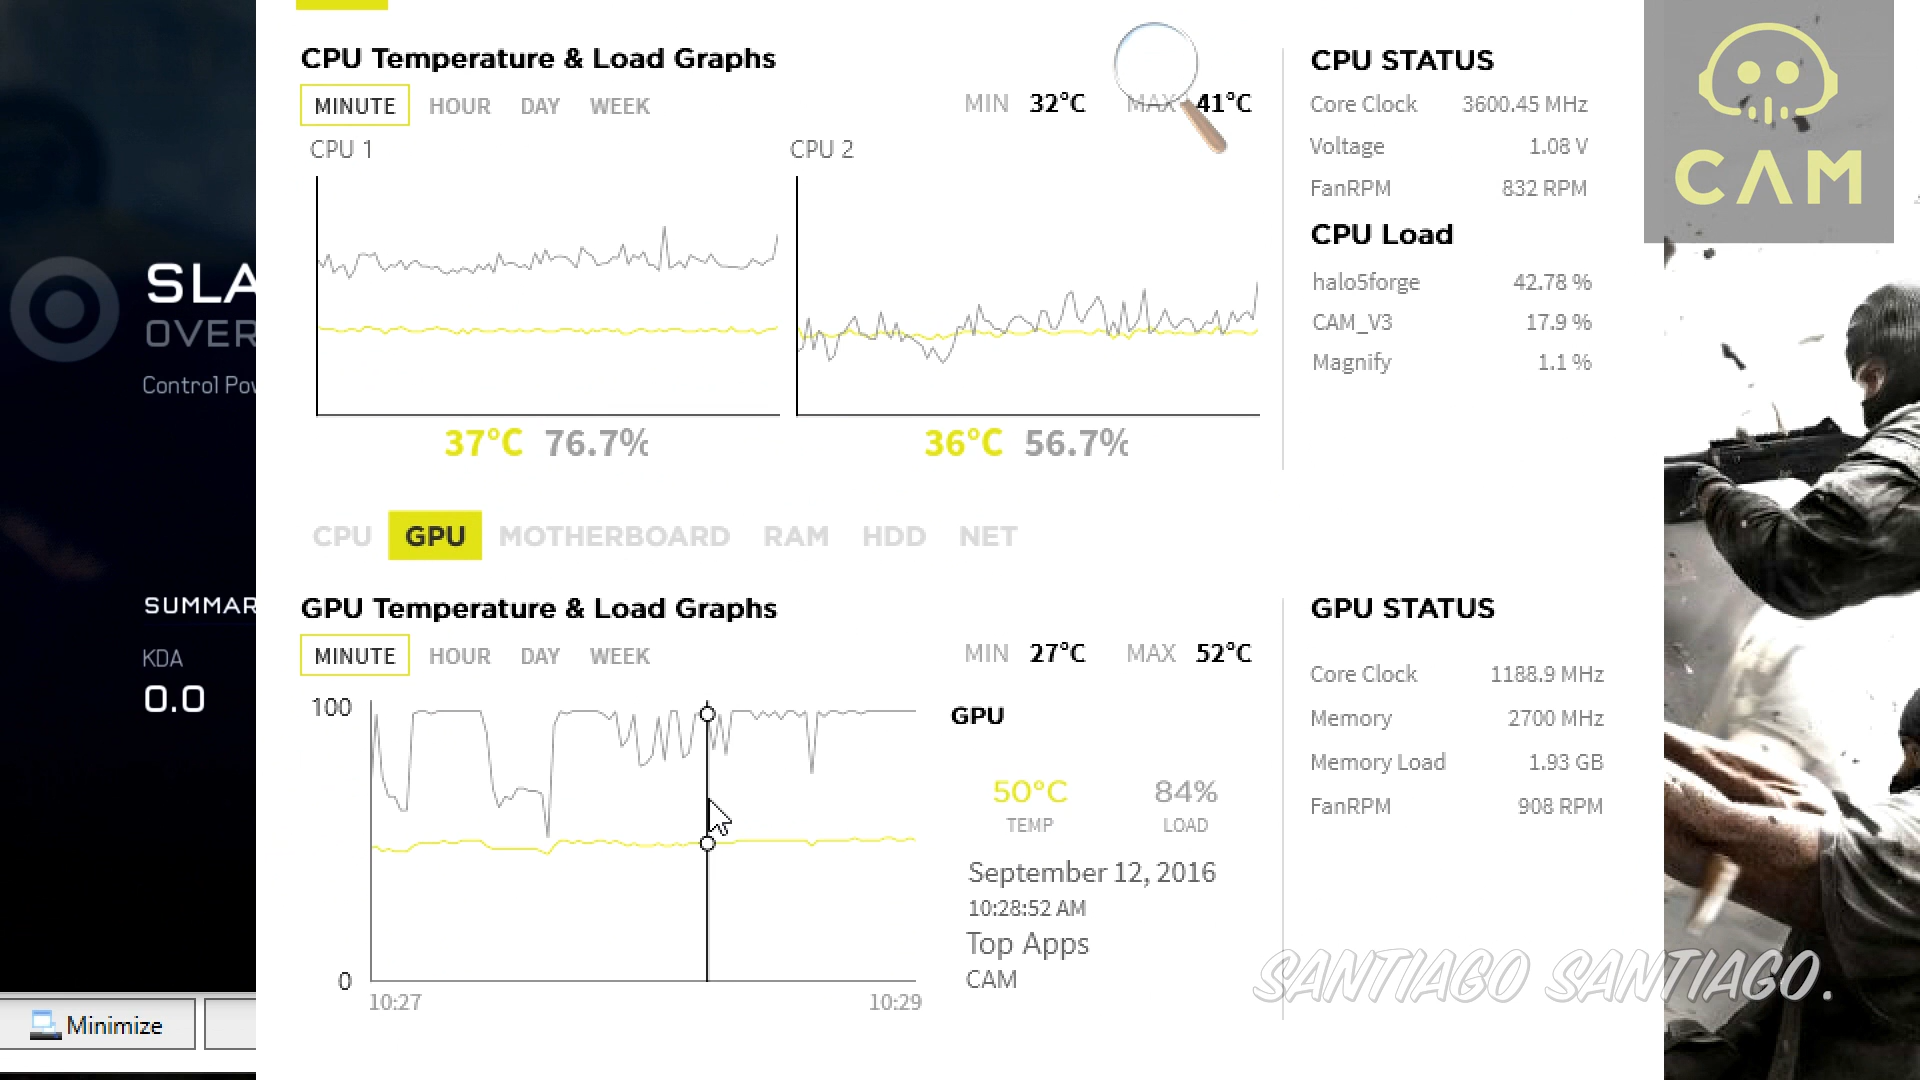 CPU Temperature & Load Graphs
MINUTE HOUR DAY WEEK
MIN 32°C MAX 41°C
CPU 1
CPU 2
37°C 76.7%
36°C 56.7%
CPU STATUS
Core Clock 3600.45 MHz
Voltage 1.08 V
FanRPM 832 RPM
CPU Load
halo5forge 42.78 %
CAM_V3 17.9 %
Magnify 1.1 %
CAM
SLA
OVER
Control Pow
SUMMAR
KDA
0.0
Minimize
CPU GPU MOTHERBOARD RAM HDD NET
GPU Temperature & Load Graphs
MINUTE HOUR DAY WEEK
MIN 27°C MAX 52°C
100
0
10:27
10:29
GPU
50°C 84%
TEMP LOAD
September 12, 2016
10:28:52 AM
Top Apps
CAM
GPU STATUS
Core Clock 1188.9 MHz
Memory 2700 MHz
Memory Load 1.93 GB
FanRPM 908 RPM
SANTIAGO SANTIAGO.